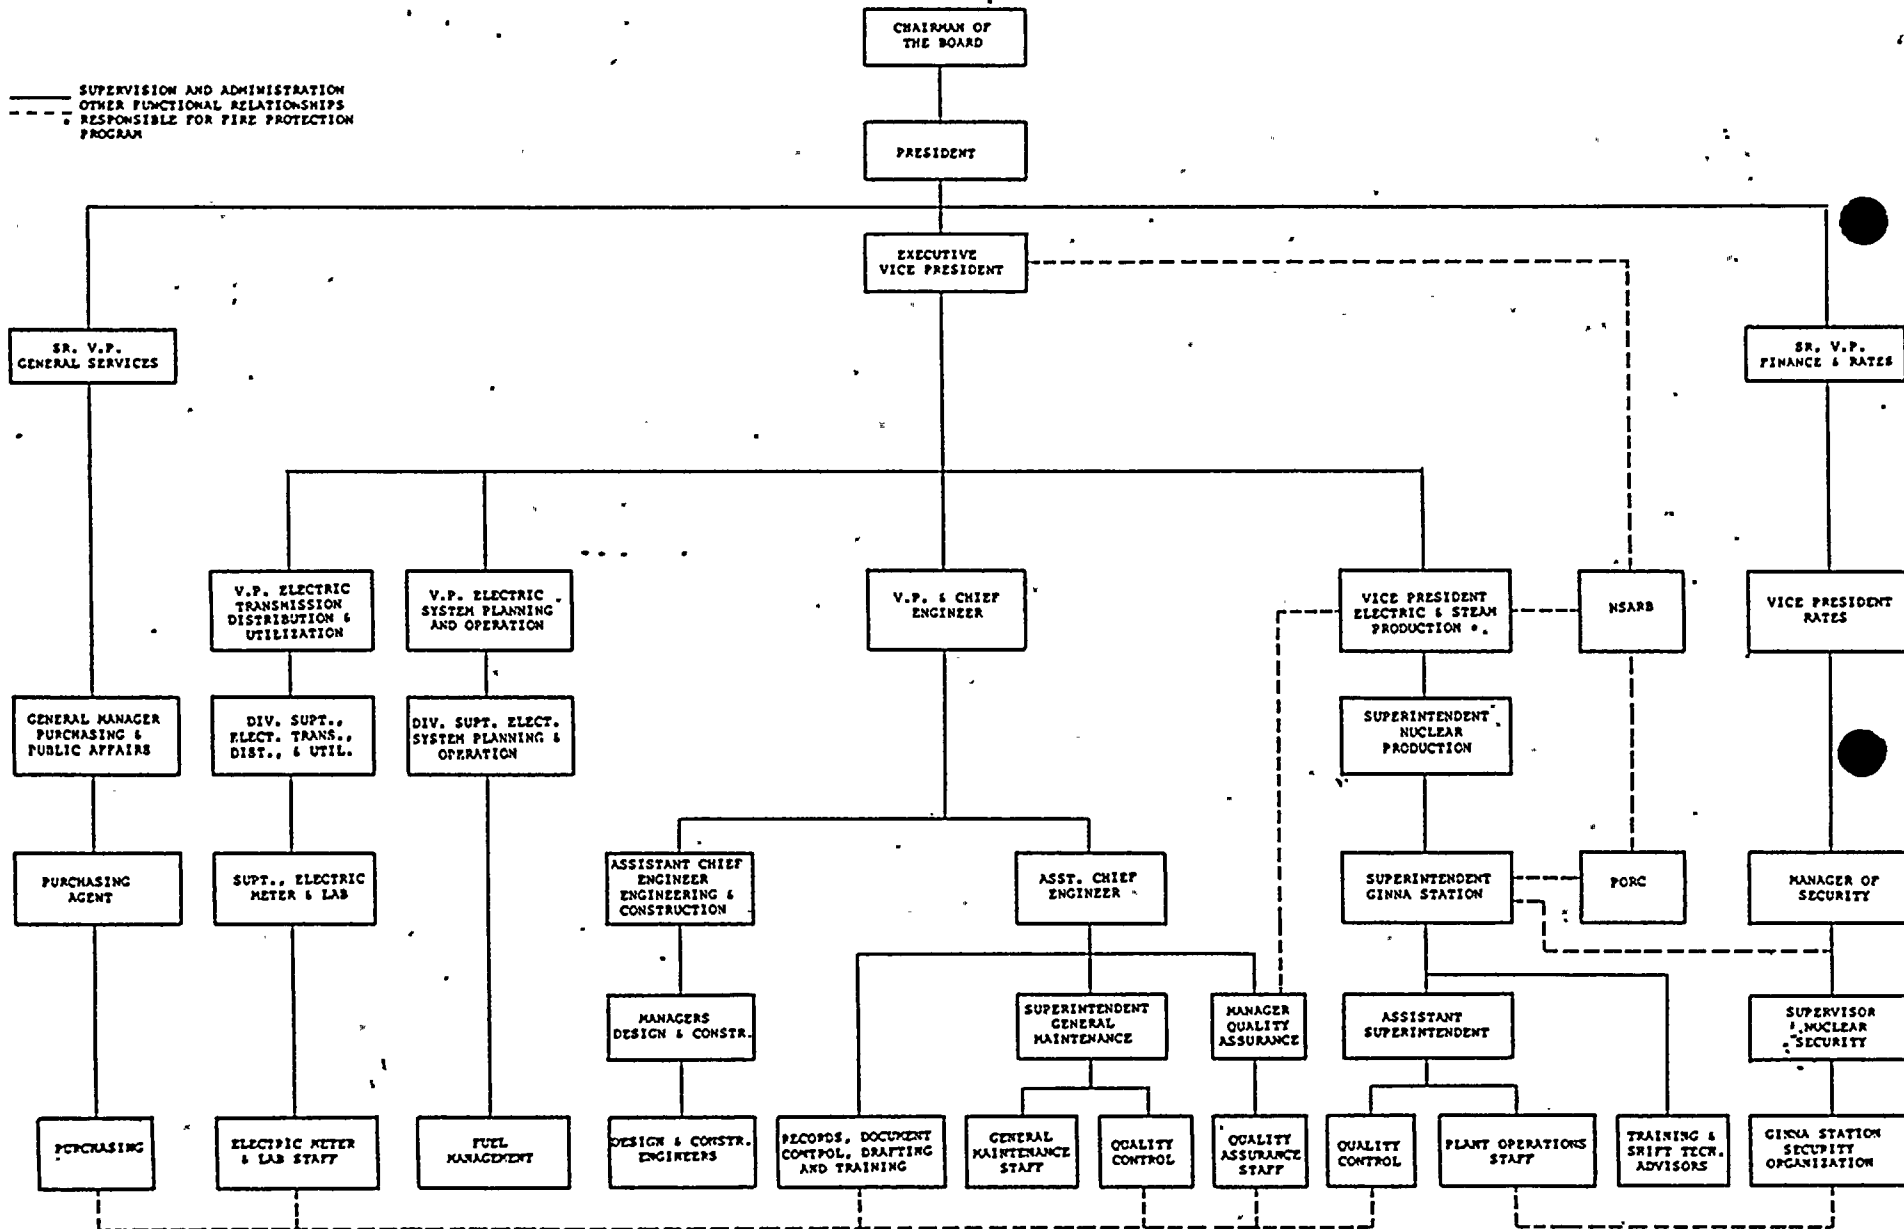 CHAIRMAN OF
THE BOARD
SUPERVISION AND ADMINISTRATION
OTHER FUNCTIONAL RELATIONSHIPS
RESPONSIBLE FOR FIRE PROTECTION
PROGRAM
PRESIDENT
EXECUTIVE
VICE PRESIDENT
SR. V.P.
GENERAL SERVICES
SR. V.P.
FINANCE & RATES
V.P. ELECTRIC
TRANSMISSION
DISTRIBUTION &
UTILIZATION
V.P. ELECTRIC
SYSTEM PLANNING
AND OPERATION
V.P. & CHIEF
ENGINEER
VICE PRESIDENT
ELECTRIC & STEAM
PRODUCTION
NSARB
VICE PRESIDENT
RATES
GENERAL MANAGER
PURCHASING &
PUBLIC AFFAIRS
DIV. SUPT.,
ELECT. TRANS.,
DIST., & UTIL.
DIV. SUPT. ELECT.
SYSTEM PLANNING &
OPERATION
SUPERINTENDENT
NUCLEAR
PRODUCTION
PURCHASING
AGENT
SUPT., ELECTRIC
METER & LAB
ASSISTANT CHIEF
ENGINEER
ENGINEERING &
CONSTRUCTION
ASST. CHIEF
ENGINEER
SUPERINTENDENT
GINNA STATION
PORC
MANAGER OF
SECURITY
MANAGERS
DESIGN & CONSTR.
SUPERINTENDENT
GENERAL
MAINTENANCE
MANAGER
QUALITY
ASSURANCE
ASSISTANT
SUPERINTENDENT
SUPERVISOR
NUCLEAR
SECURITY
PURCHASING
ELECTRIC METER
& LAB STAFF
FUEL
MANAGEMENT
DESIGN & CONSTR.
ENGINEERS
RECORDS, DOCUMENT
CONTROL, DRAFTING
AND TRAINING
GENERAL
MAINTENANCE
STAFF
QUALITY
CONTROL
QUALITY
ASSURANCE
STAFF
QUALITY
CONTROL
PLANT OPERATIONS
STAFF
TRAINING &
SHIFT TECH.
ADVISORS
GINNA STATION
SECURITY
ORGANIZATION